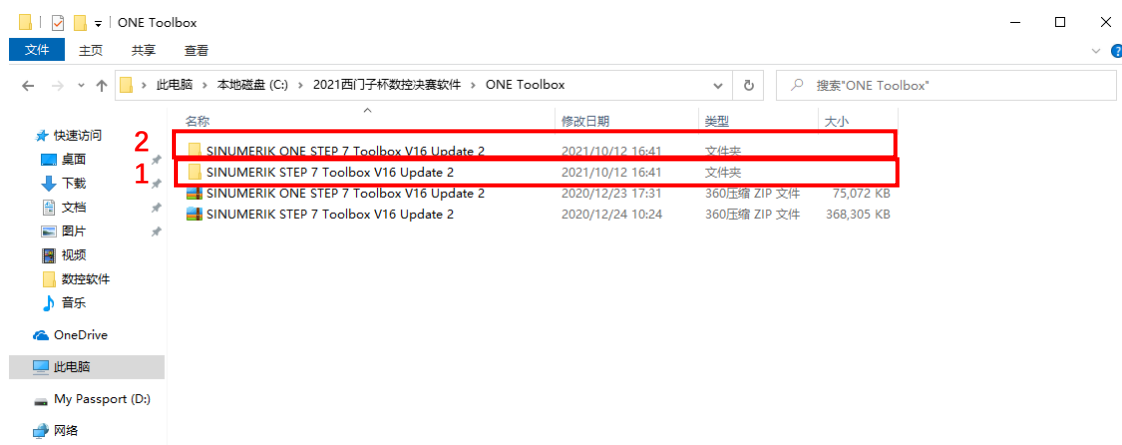 ONE Toolbox
文件 主页 共享 查看
此电脑 › 本地磁盘 (C:) › 2021西门子杯数控决赛软件 › ONE Toolbox 搜索"ONE Toolbox"
名称 修改日期 类型 大小
快速访问
桌面
下载
文档
图片
视频
数控软件
音乐
OneDrive
此电脑
My Passport (D:)
网络
2 SINUMERIK ONE STEP 7 Toolbox V16 Update 2 2021/10/12 16:41 文件夹
1 SINUMERIK STEP 7 Toolbox V16 Update 2 2021/10/12 16:41 文件夹
SINUMERIK ONE STEP 7 Toolbox V16 Update 2 2020/12/23 17:31 360压缩 ZIP 文件 75,072 KB
SINUMERIK STEP 7 Toolbox V16 Update 2 2020/12/24 10:24 360压缩 ZIP 文件 368,305 KB